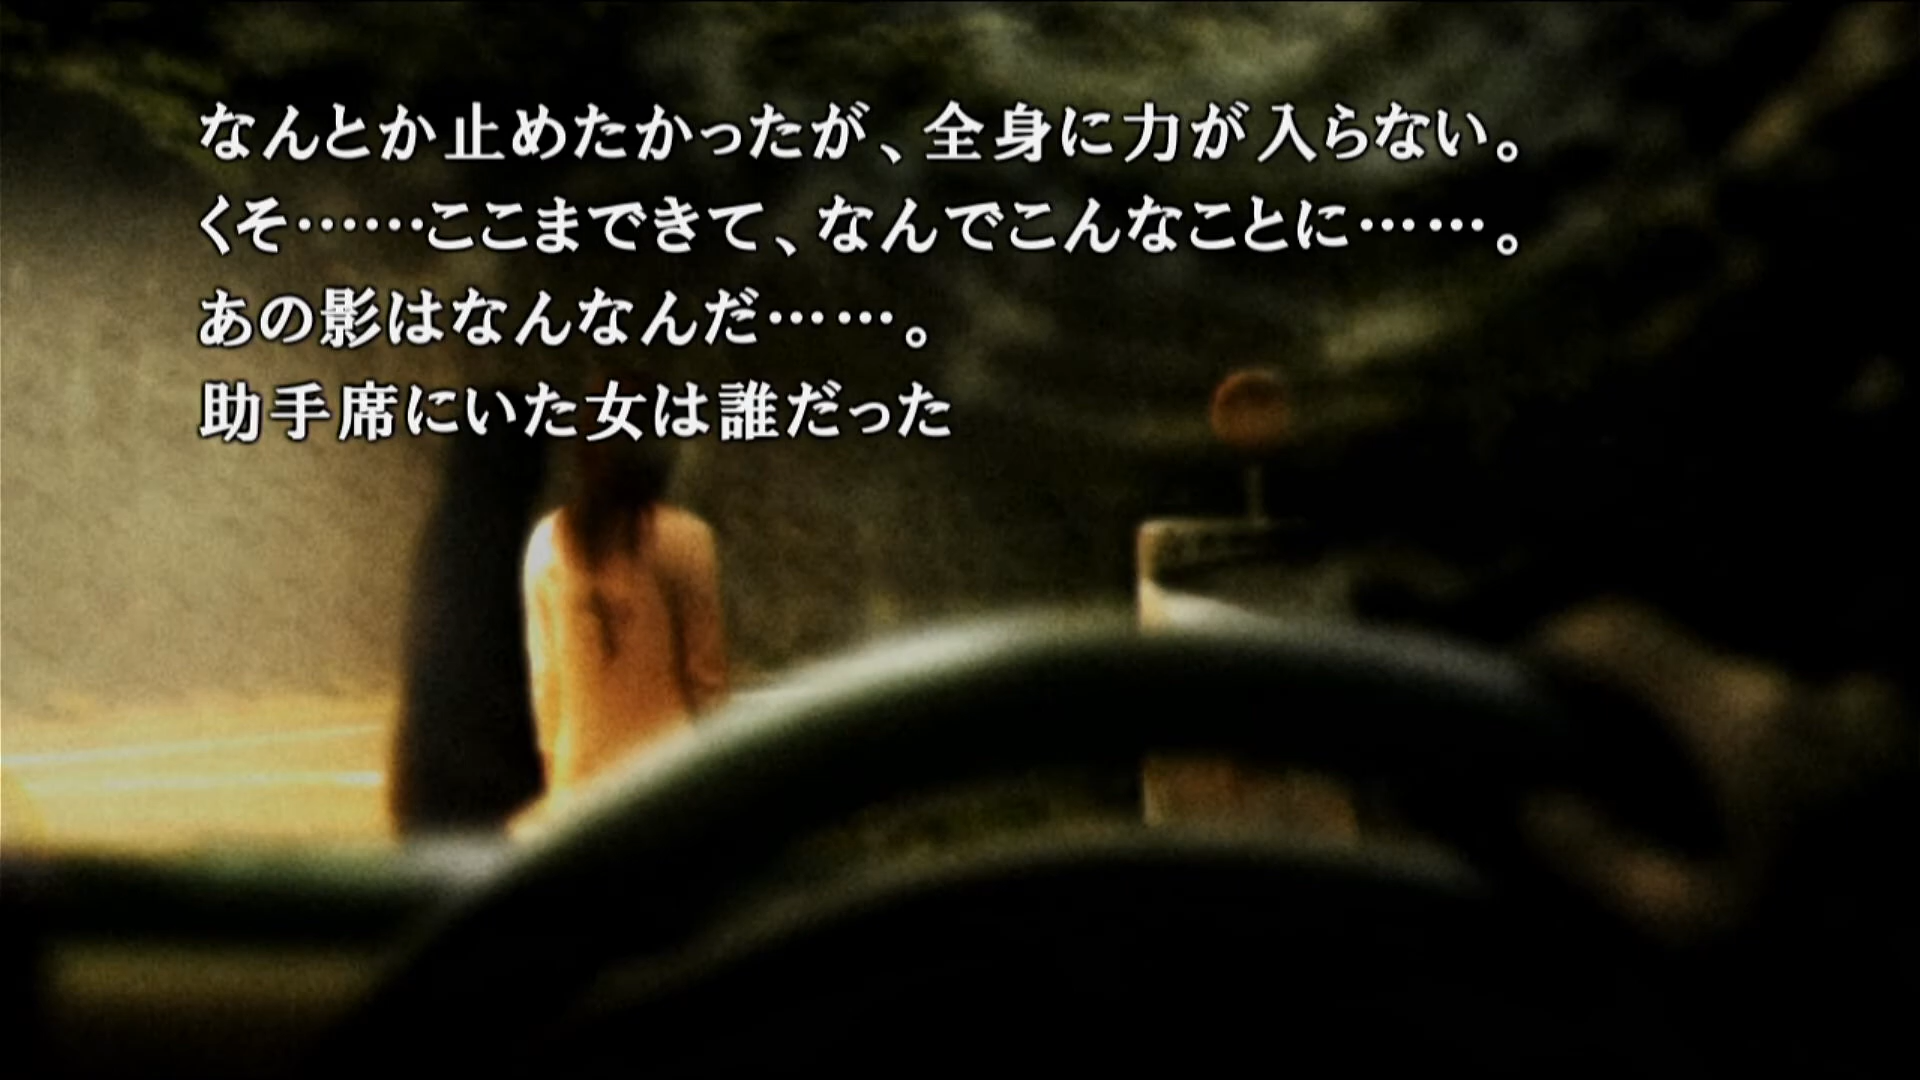 なんとか止めたかったが、全身に力が入らない。
くそ……ここまできて、なんでこんなことに……。
あの影はなんなんだ……。
助手席にいた女は誰だった